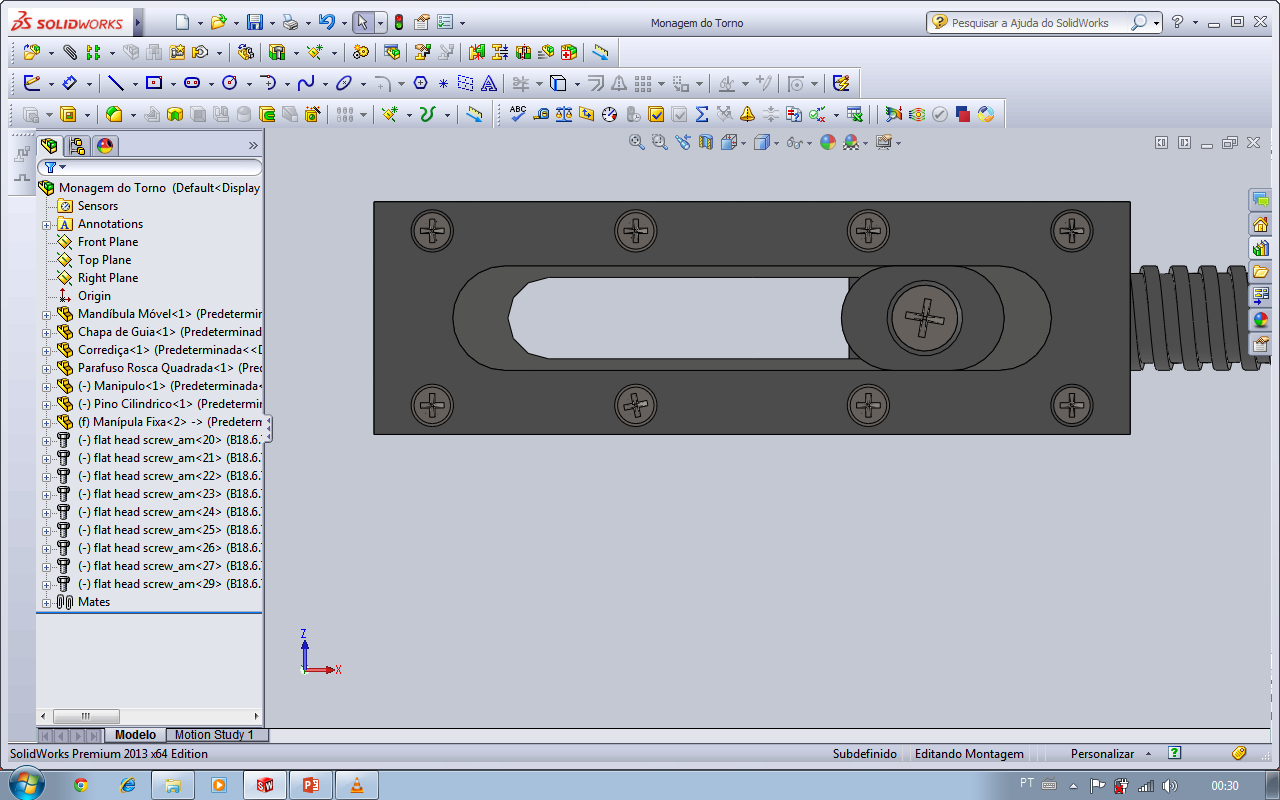 SOLIDWORKS
Monagem do Torno
Pesquisar a Ajuda do SolidWorks
?
ABC
Monagem do Torno (Default<Display
Sensors
A Annotations
Front Plane
Top Plane
Right Plane
Origin
Mandíbula Móvel<1> (Predetermin
Chapa de Guia<1> (Predeterminad
Corrediça<1> (Predeterminada<<D
Parafuso Rosca Quadrada<1> (Pred
(-) Manipulo<1> (Predeterminada<
(-) Pino Cilindrico<1> (Predetermin
(f) Manípula Fixa<2> -> (Predeterm
(-) flat head screw_am<20> (B18.6.
(-) flat head screw_am<21> (B18.6.
(-) flat head screw_am<22> (B18.6.
(-) flat head screw_am<23> (B18.6.
(-) flat head screw_am<24> (B18.6.
(-) flat head screw_am<25> (B18.6.
(-) flat head screw_am<26> (B18.6.
(-) flat head screw_am<27> (B18.6.
(-) flat head screw_am<29> (B18.6.
Mates
Z
X
Modelo Motion Study 1
SolidWorks Premium 2013 x64 Edition
Subdefinido Editando Montagem Personalizar ?
PT 00:30